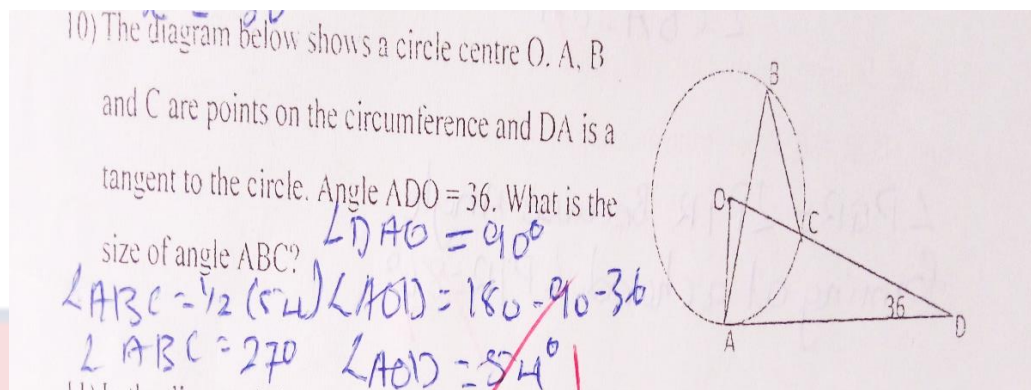 10) The diagram below shows a circle centre O. A, B
and C are points on the circumference and DA is a
tangent to the circle. Angle ADO = 36. What is the
size of angle ABC?
∠DAO = 90°
∠ABC = 1/2 (54) ∠AOD = 180 - 90 - 36
∠ABC = 270 ∠AOD = 54°
B
O
C
36
A
D